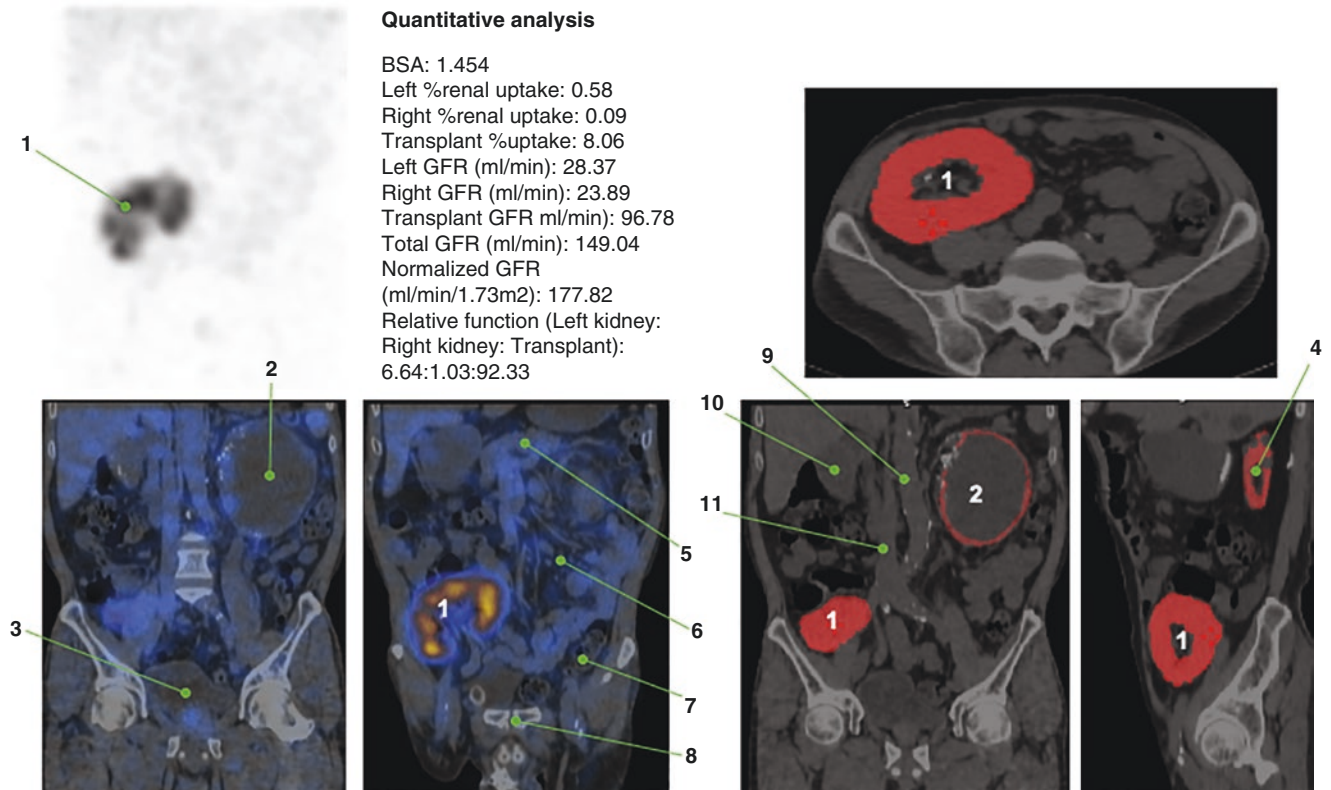 Quantitative analysis
BSA: 1.454
Left %renal uptake: 0.58
Right %renal uptake: 0.09
Transplant %uptake: 8.06
Left GFR (ml/min): 28.37
Right GFR (ml/min): 23.89
Transplant GFR ml/min): 96.78
Total GFR (ml/min): 149.04
Normalized GFR
(ml/min/1.73m2): 177.82
Relative function (Left kidney:
Right kidney: Transplant):
6.64:1.03:92.33
1
1
2
9
4
10
11
2
5
1
1
1
3
6
7
8